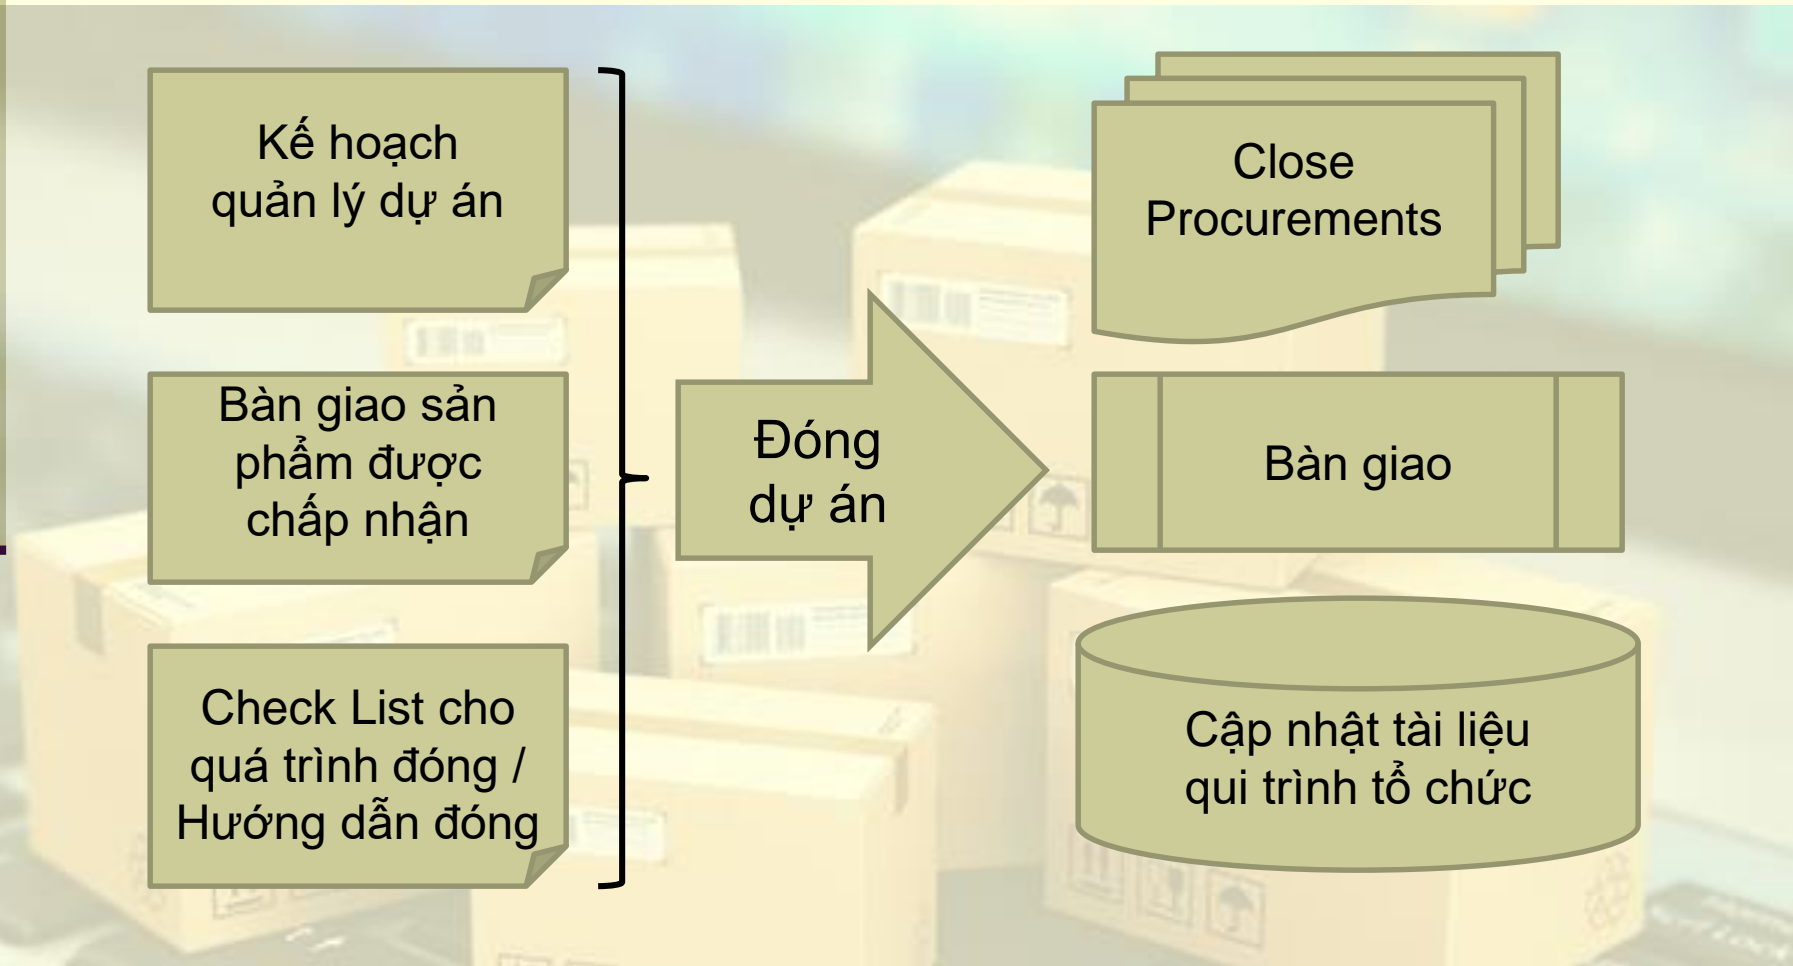 Kế hoạch
quản lý dự án
Bàn giao sản
phẩm được
chấp nhận
Check List cho
quá trình đóng /
Hướng dẫn đóng
Đóng
dự án
Close
Procurements
Bàn giao
Cập nhật tài liệu
qui trình tổ chức